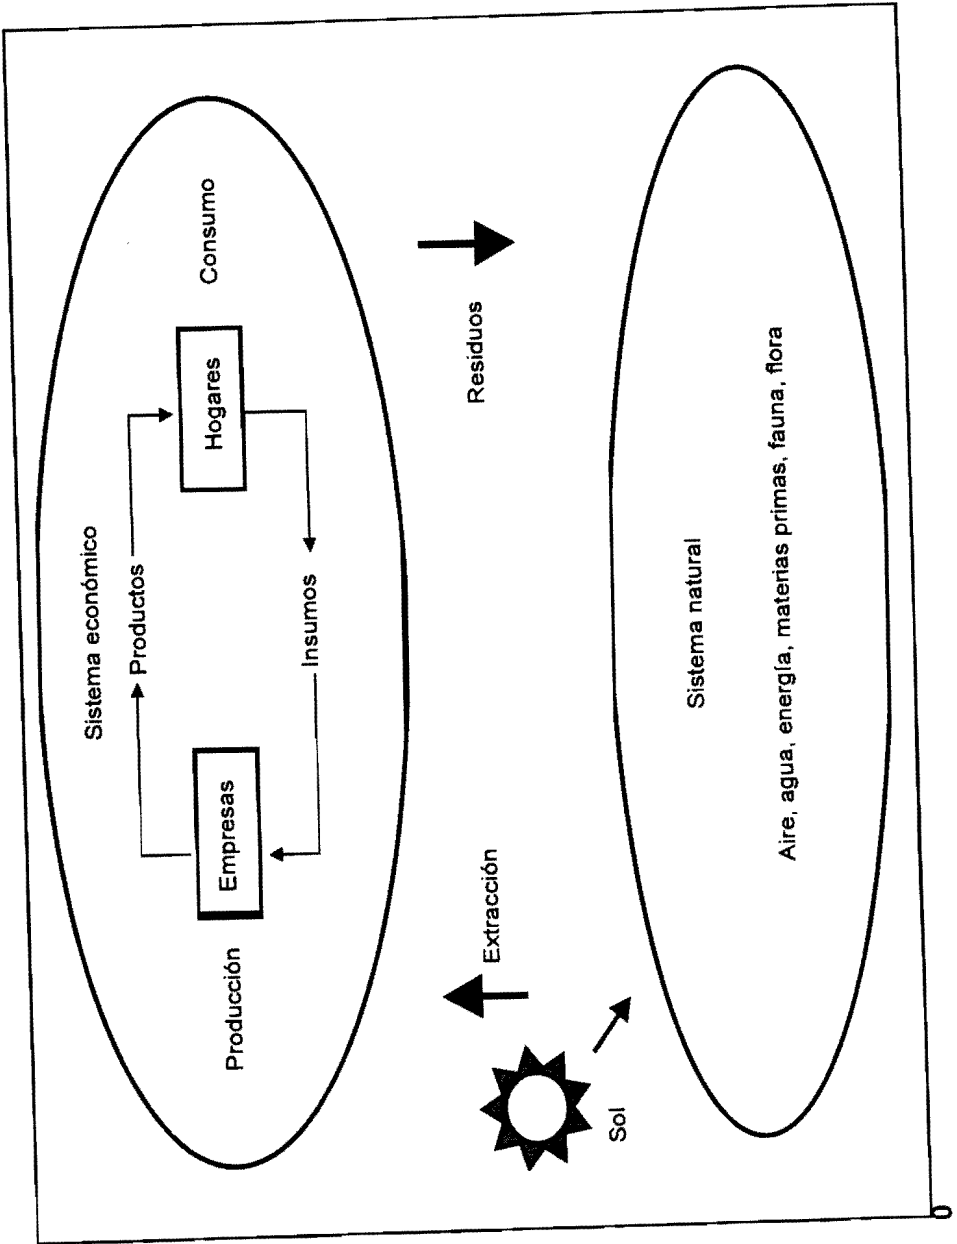 Sistema económico
Productos
Producción
Empresas
Hogares
Consumo
Insumos
Extracción
Residuos
Sol
Sistema natural
Aire, agua, energía, materias primas, fauna, flora
0